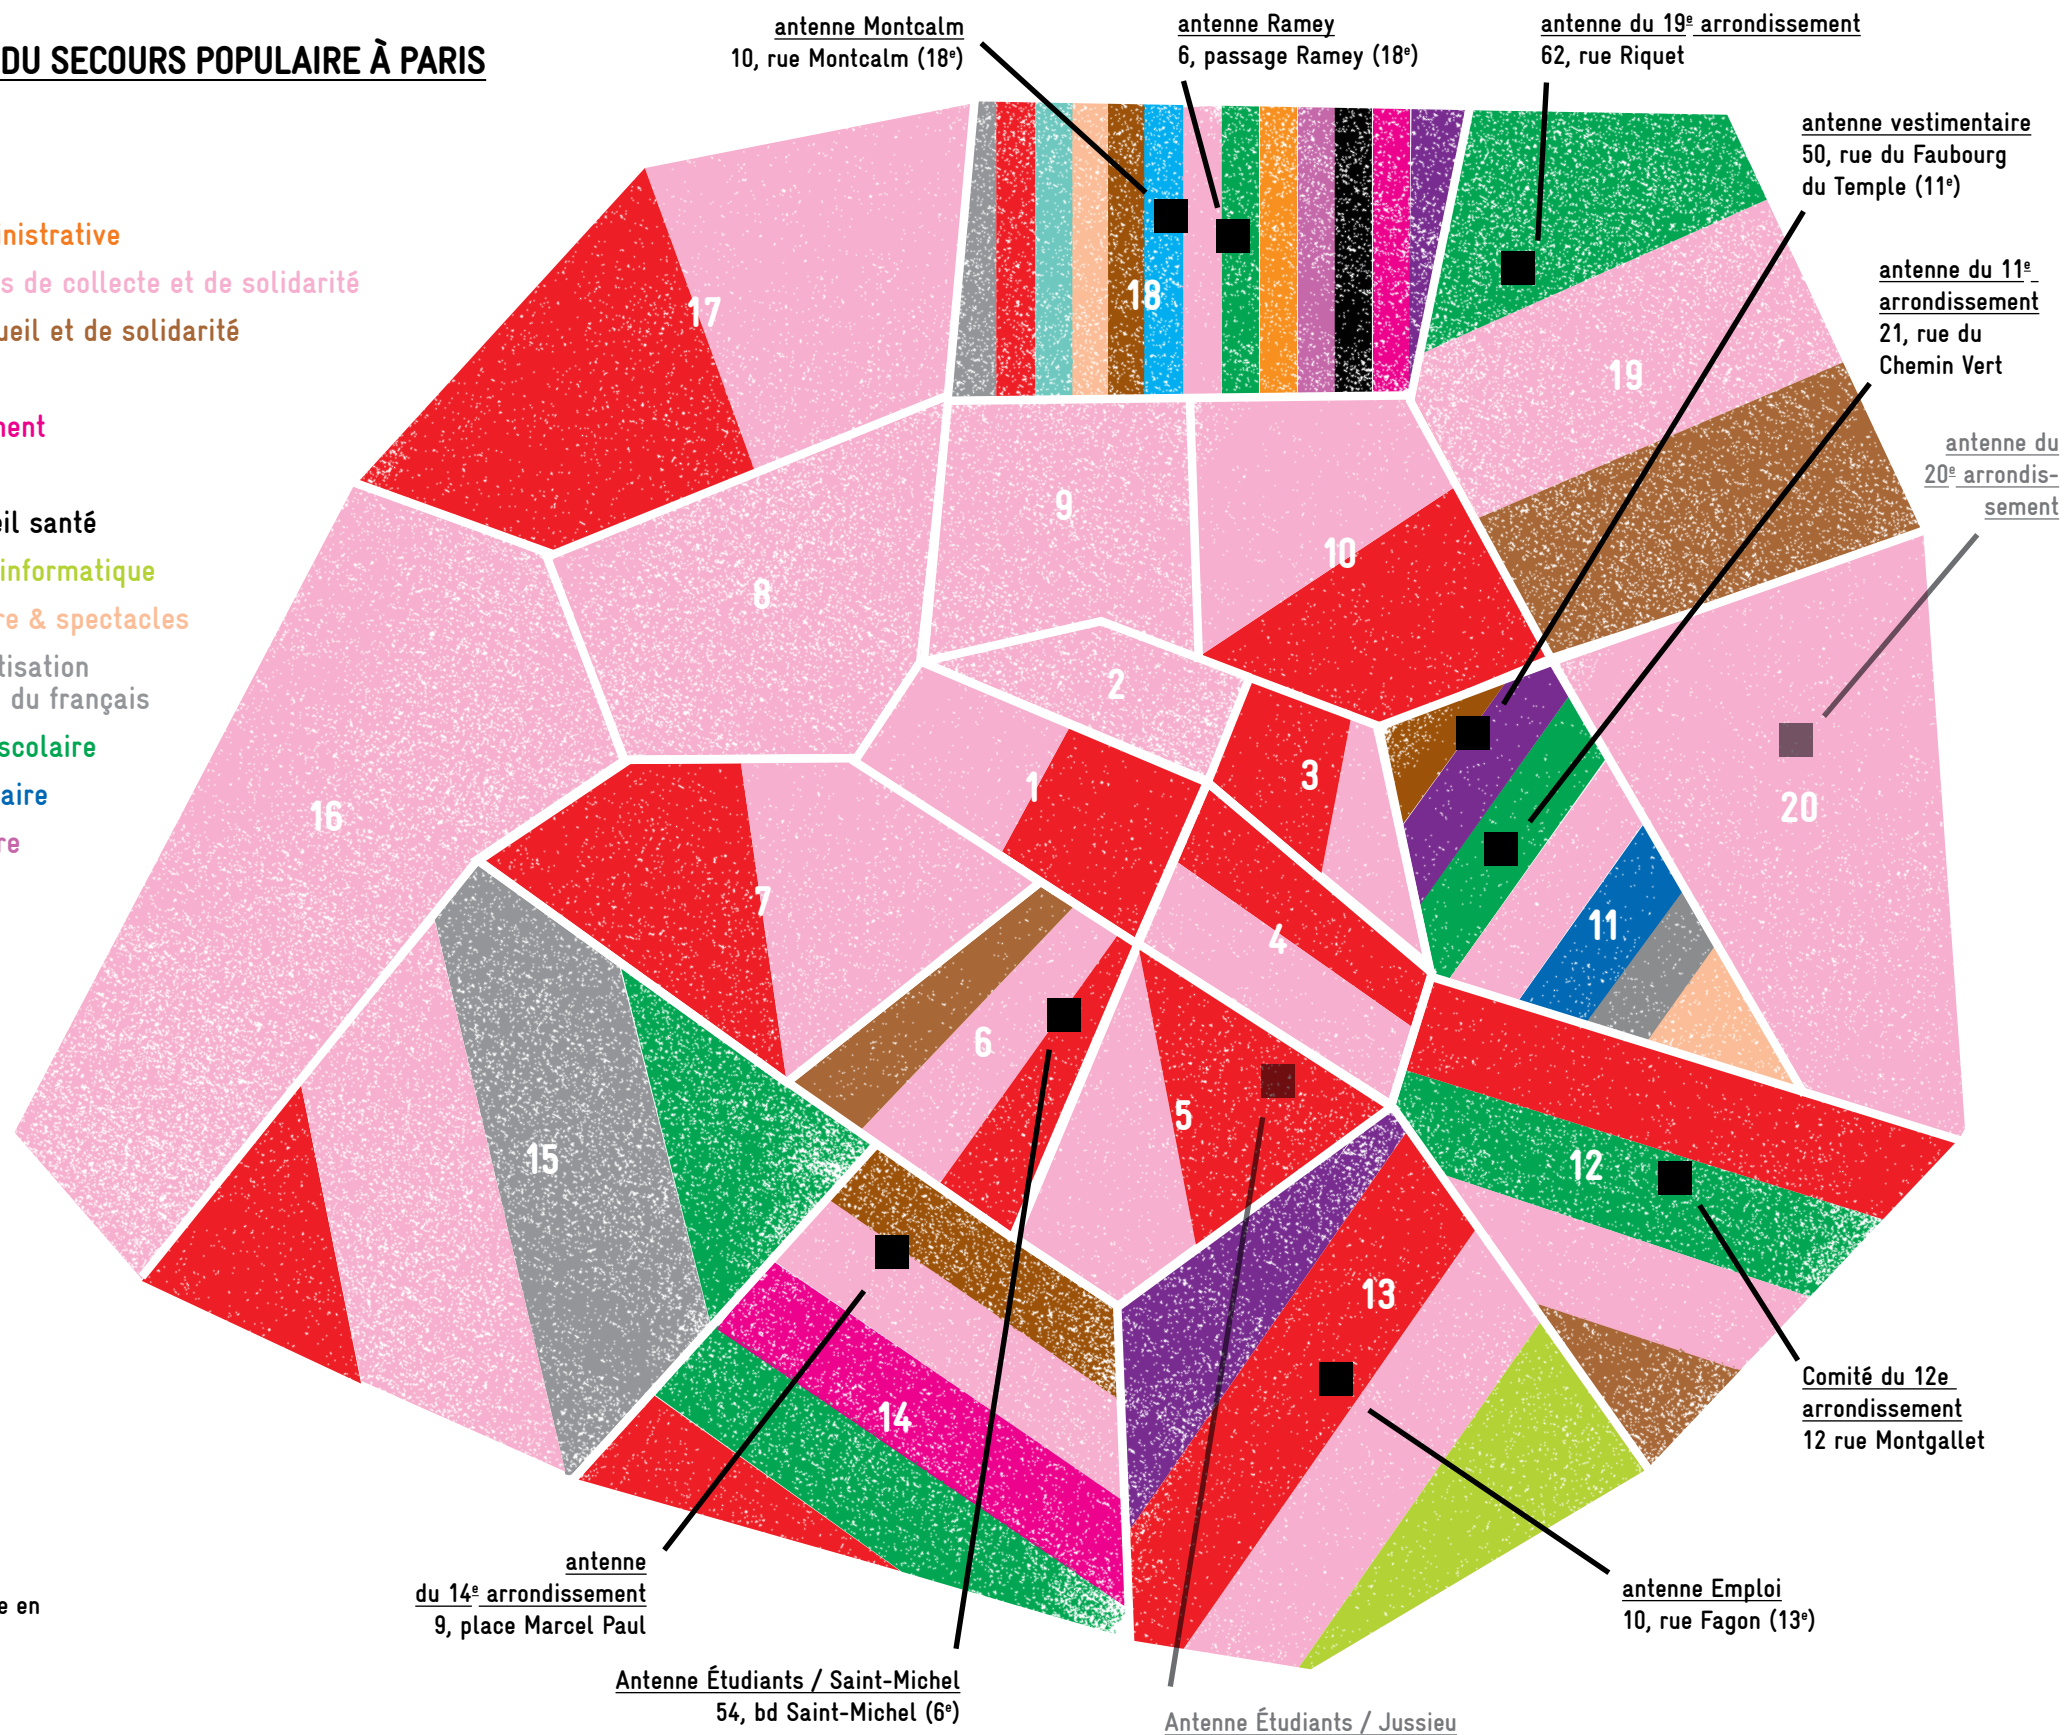 DU SECOURS POPULAIRE À PARIS
inistrative
s de collecte et de solidarité
ueil et de solidarité
ment
eil santé
informatique
re & spectacles
tisation
du français
scolaire
aire
re
e en
antenne Montcalm
10, rue Montcalm (18e)
antenne Ramey
6, passage Ramey (18e)
antenne du 19e arrondissement
62, rue Riquet
antenne vestimentaire
50, rue du Faubourg
du Temple (11e)
antenne du 11e
arrondissement
21, rue du
Chemin Vert
antenne du
20e arrondis-
sement
17
18
19
9
10
8
2
1
3
16
20
7
11
4
6
5
15
12
13
14
Comité du 12e
arrondissement
12 rue Montgallet
antenne
du 14e arrondissement
9, place Marcel Paul
antenne Emploi
10, rue Fagon (13e)
Antenne Étudiants / Saint-Michel
54, bd Saint-Michel (6e)
Antenne Étudiants / Jussieu